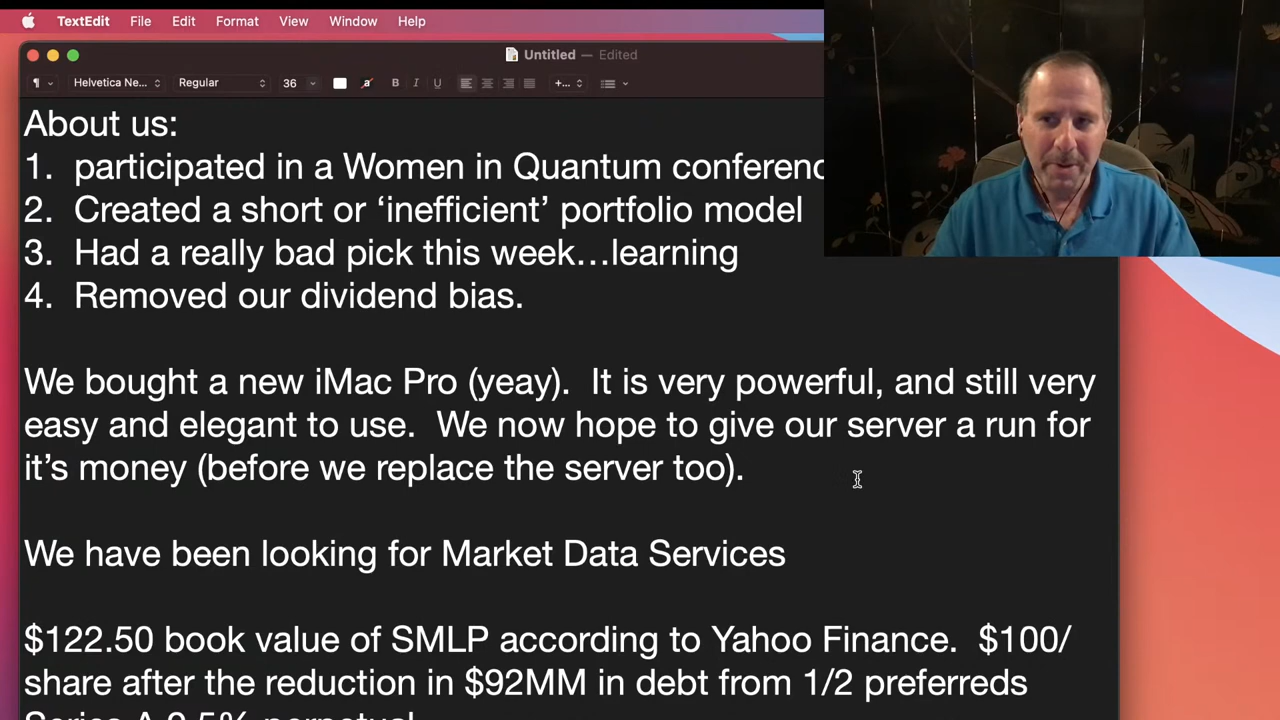 TextEdit File Edit Format View Window Help
Untitled — Edited
¶ Helvetica Ne... Regular 36 a B I U +...
About us:
1. participated in a Women in Quantum conferenc
2. Created a short or ‘inefficient’ portfolio model
3. Had a really bad pick this week…learning
4. Removed our dividend bias.
We bought a new iMac Pro (yeay). It is very powerful, and still very
easy and elegant to use. We now hope to give our server a run for
it’s money (before we replace the server too).
We have been looking for Market Data Services
$122.50 book value of SMLP according to Yahoo Finance. $100/
share after the reduction in $92MM in debt from 1/2 preferreds
Series A 9.5% perpetual